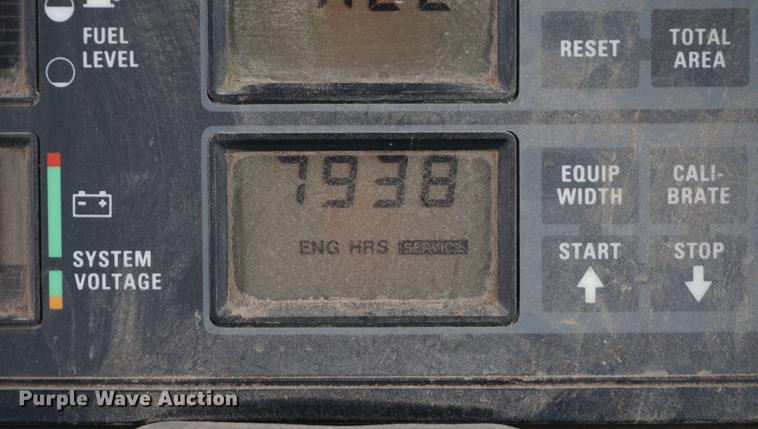 FUEL
LEVEL
RESET
TOTAL
AREA
7938
ENG HRS SERVICE
EQUIP
WIDTH
CALI-
BRATE
SYSTEM
VOLTAGE
START
STOP
Purple Wave Auction